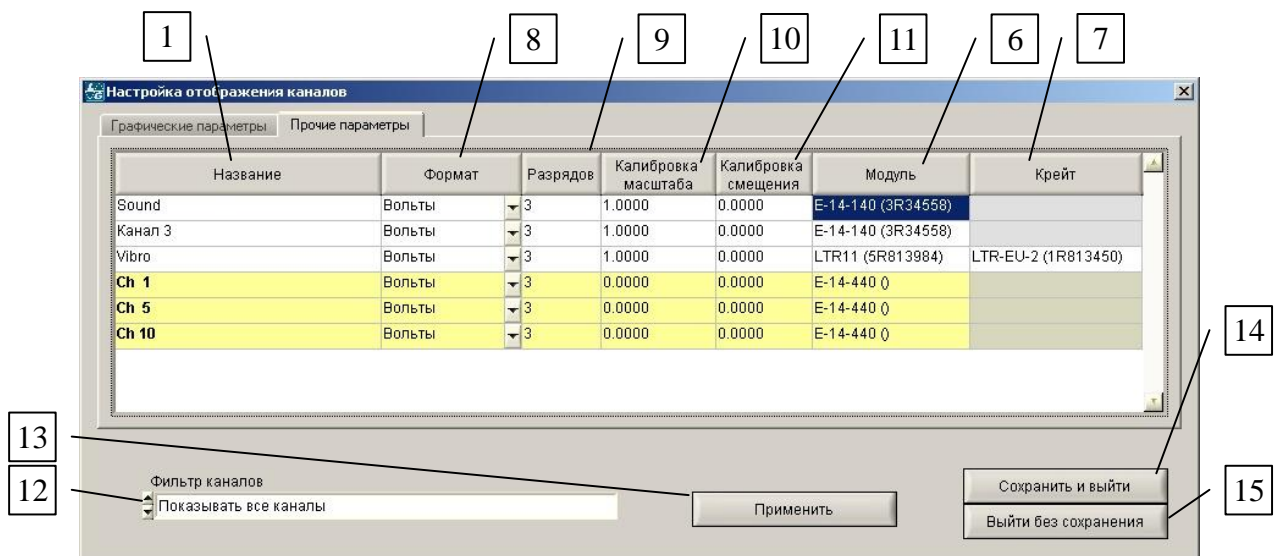 1 8 9 10 11 6 7
Настройка отображения каналов
Графические параметры Прочие параметры
Название Формат Разрядов Калибровка масштаба Калибровка смещения Модуль Крейт
Sound Вольты 3 1.0000 0.0000 E-14-140 (3R34558)
Канал 3 Вольты 3 1.0000 0.0000 E-14-140 (3R34558)
Vibro Вольты 3 1.0000 0.0000 LTR11 (5R813984) LTR-EU-2 (1R813450)
Ch 1 Вольты 3 0.0000 0.0000 E-14-440 ()
Ch 5 Вольты 3 0.0000 0.0000 E-14-440 ()
Ch 10 Вольты 3 0.0000 0.0000 E-14-440 ()
14
13
12 Фильтр каналов
Показывать все каналы
Применить
Сохранить и выйти
15
Выйти без сохранения